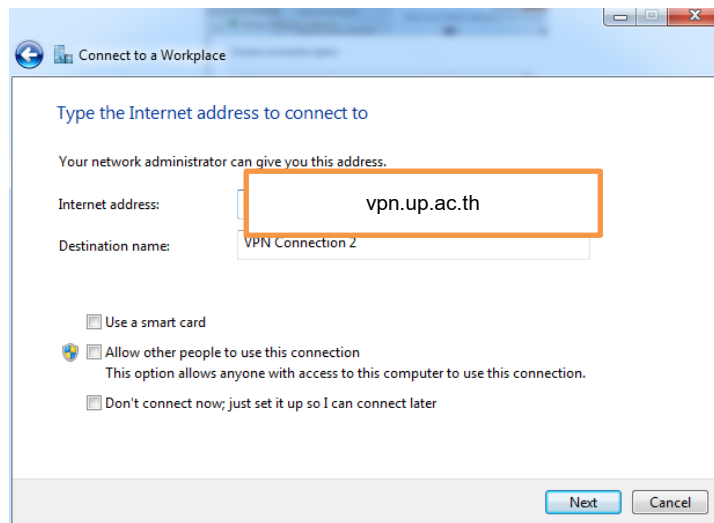 Connect to a Workplace
Type the Internet address to connect to
Your network administrator can give you this address.
Internet address:
vpn.up.ac.th
Destination name:
VPN Connection 2
Use a smart card
Allow other people to use this connection
This option allows anyone with access to this computer to use this connection.
Don't connect now; just set it up so I can connect later
Next
Cancel